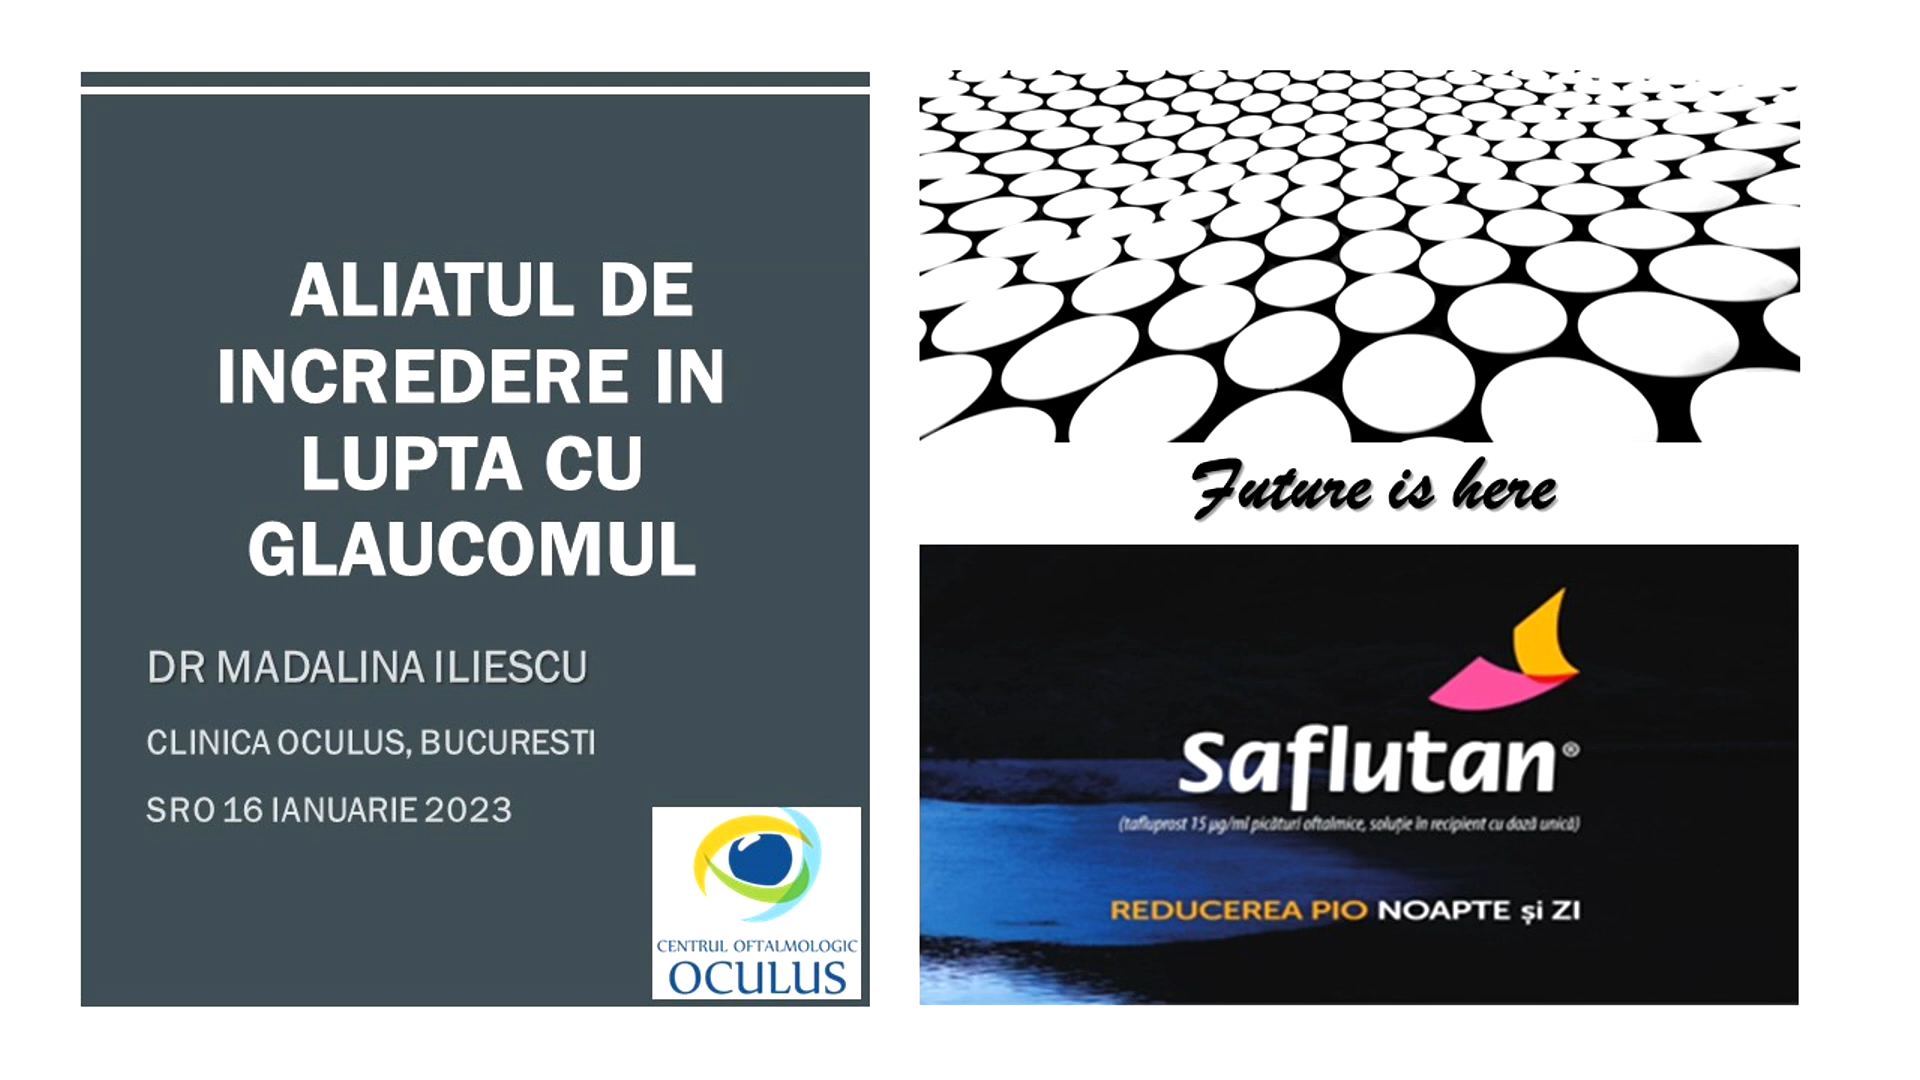 ALIATUL DE
INCREDERE IN
LUPTA CU
GLAUCOMUL
DR MADALINA ILIESCU
CLINICA OCULUS, BUCURESTI
SRO 16 IANUARIE 2023
CENTRUL OFTALMOLOGIC
OCULUS
Future is here
Saflutan®
(tafluprost 15 µg/ml picături oftalmice, soluție în recipient cu doză unică)
REDUCEREA PIO NOAPTE și ZI